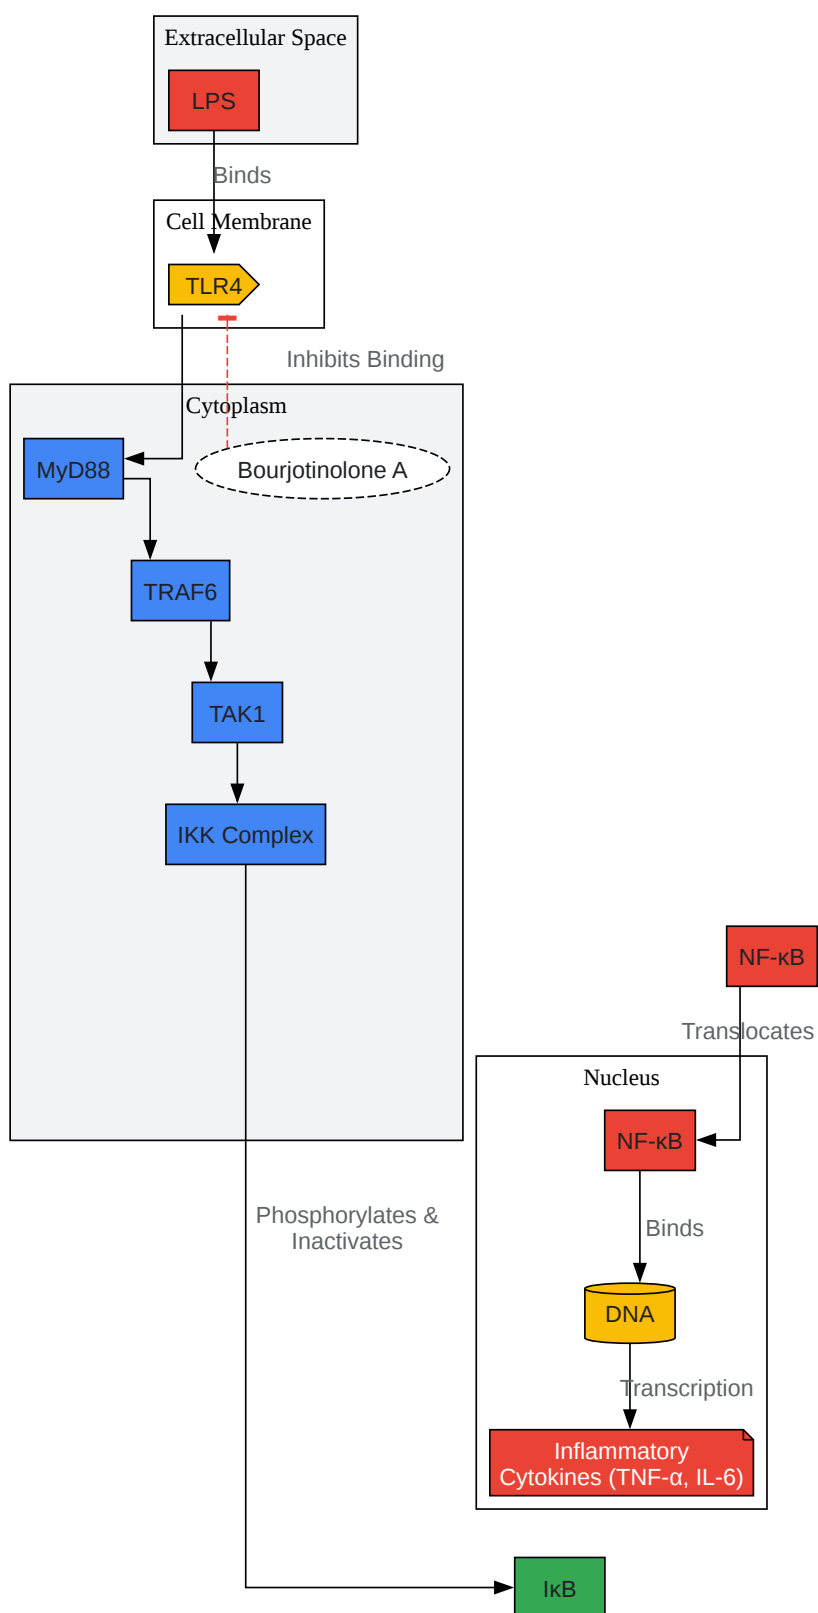 Extracellular Space
LPS
Binds
Cell Membrane
TLR4
Inhibits Binding
Cytoplasm
MyD88
Bourjotinolone A
TRAF6
TAK1
IKK Complex
NF-κB
Translocates
Nucleus
NF-κB
Phosphorylates &
Inactivates
Binds
DNA
Transcription
Inflammatory
Cytokines (TNF-α, IL-6)
IκB